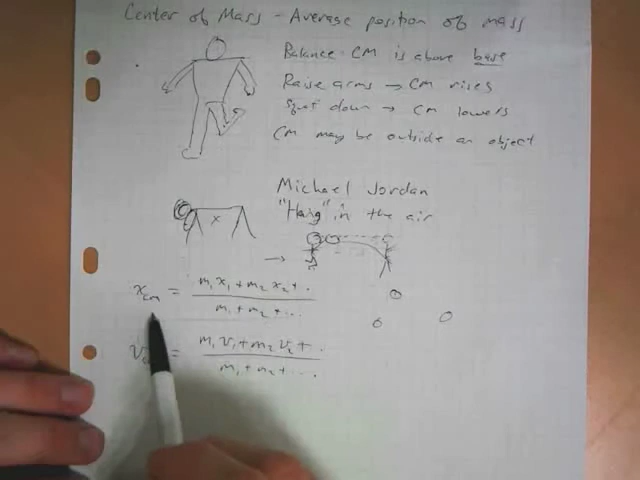 Center of Mass - Average position of mass
Balance: CM is above base
Raise arms → CM rises
Squat down → CM lowers
CM may be outside an object
Michael Jordan
"Hang" in the air
x
→
x_cm = (m₁x₁ + m₂x₂ + ..) / (m₁ + m₂ + ...)
= (m₁v₁ + m₂v₂ + ..) / (m₁ + m₂ + ...)